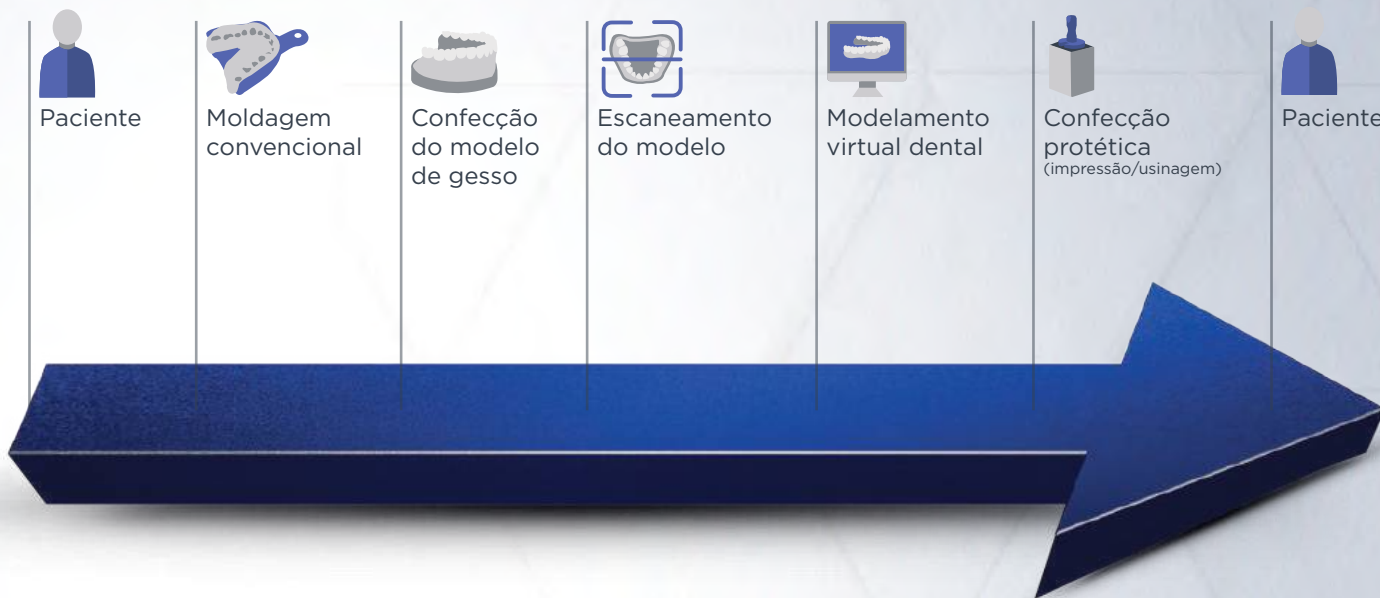 Paciente
Moldagem
convencional
Confecção
do modelo
de gesso
Escaneamento
do modelo
Modelamento
virtual dental
Confecção
protética
(impressão/usinagem)
Paciente